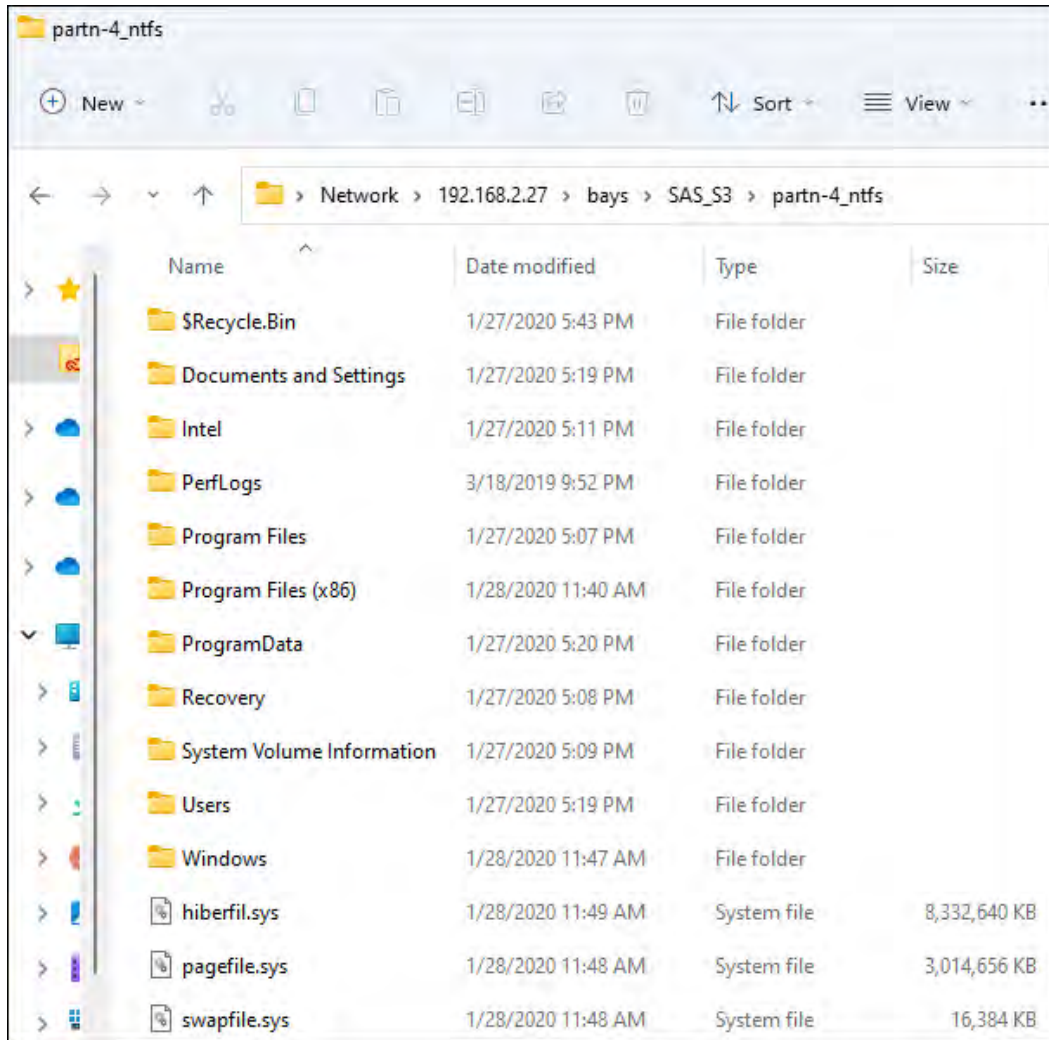 partn-4_ntfs
New Sort View
Network > 192.168.2.27 > bays > SAS_S3 > partn-4_ntfs
Name Date modified Type Size
$Recycle.Bin 1/27/2020 5:43 PM File folder
Documents and Settings 1/27/2020 5:19 PM File folder
Intel 1/27/2020 5:11 PM File folder
PerfLogs 3/18/2019 9:52 PM File folder
Program Files 1/27/2020 5:07 PM File folder
Program Files (x86) 1/28/2020 11:40 AM File folder
ProgramData 1/27/2020 5:20 PM File folder
Recovery 1/27/2020 5:08 PM File folder
System Volume Information 1/27/2020 5:09 PM File folder
Users 1/27/2020 5:19 PM File folder
Windows 1/28/2020 11:47 AM File folder
hiberfil.sys 1/28/2020 11:49 AM System file 8,332,640 KB
pagefile.sys 1/28/2020 11:48 AM System file 3,014,656 KB
swapfile.sys 1/28/2020 11:48 AM System file 16,384 KB